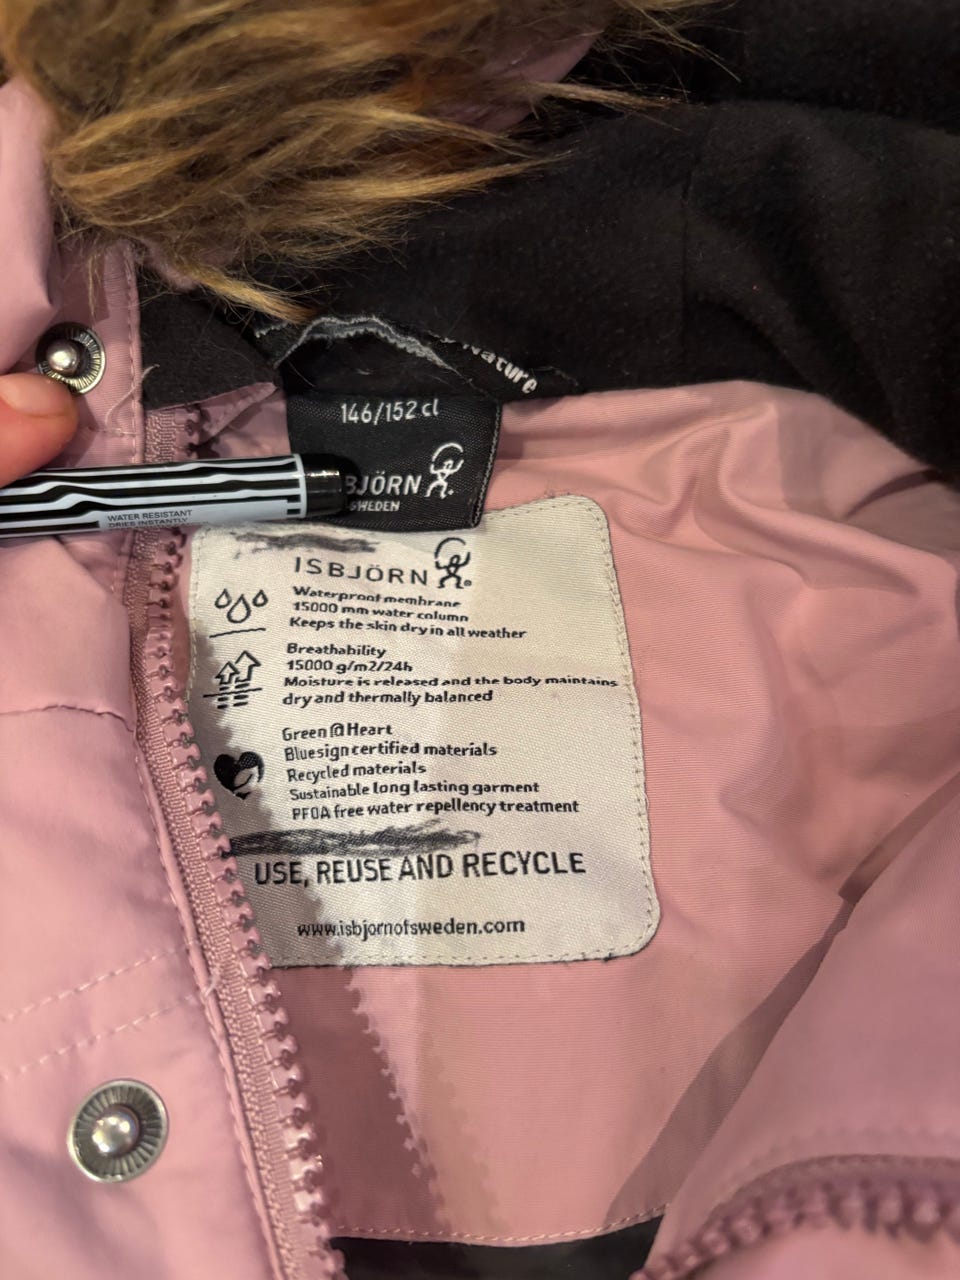 Nature
146/152 cl
BJÖRN
SWEDEN
WATER RESISTANT
DRIES INSTANTLY
ISBJÖRN
Waterproof membrane
15000 mm water column
Keeps the skin dry in all weather
Breathability
15000 g/m2/24h
Moisture is released and the body maintains
dry and thermally balanced
Green @ Heart
Bluesign certified materials
Recycled materials
Sustainable long lasting garment
PFOA free water repellency treatment
USE, REUSE AND RECYCLE
www.isbjornofsweden.com